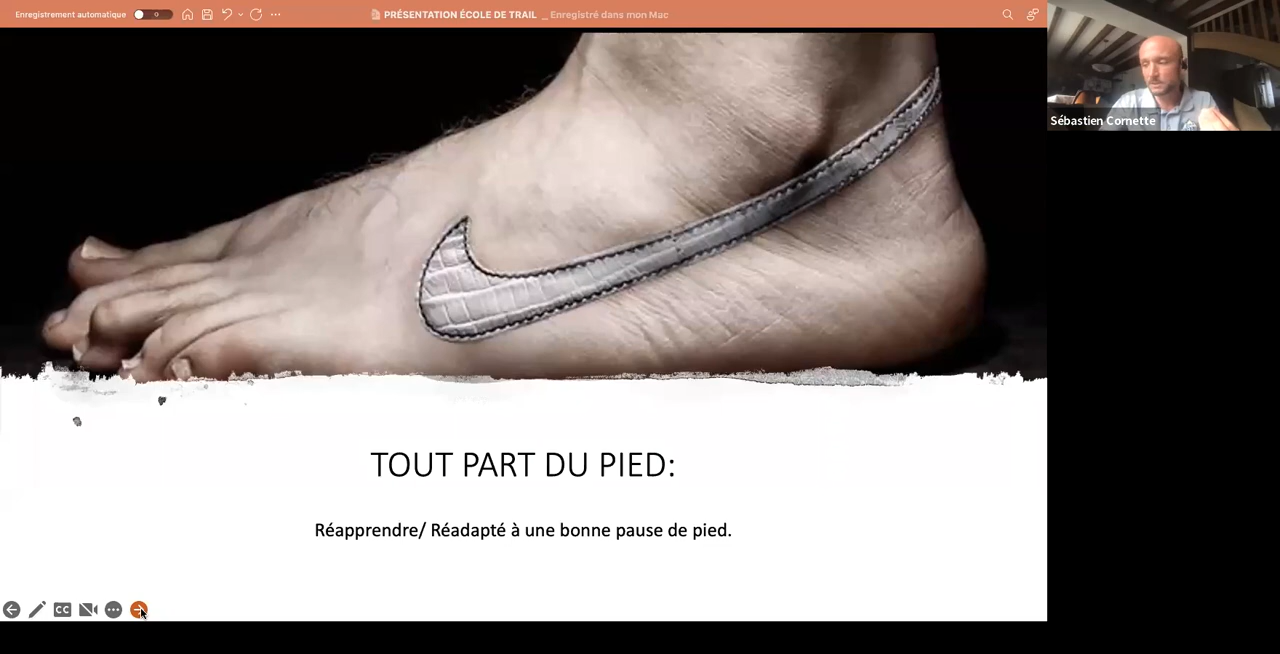 Enregistrement automatique
PRÉSENTATION ÉCOLE DE TRAIL _ Enregistré dans mon Mac
Sébastien Cornette
TOUT PART DU PIED:
Réapprendre/ Réadapté à une bonne pause de pied.
CC